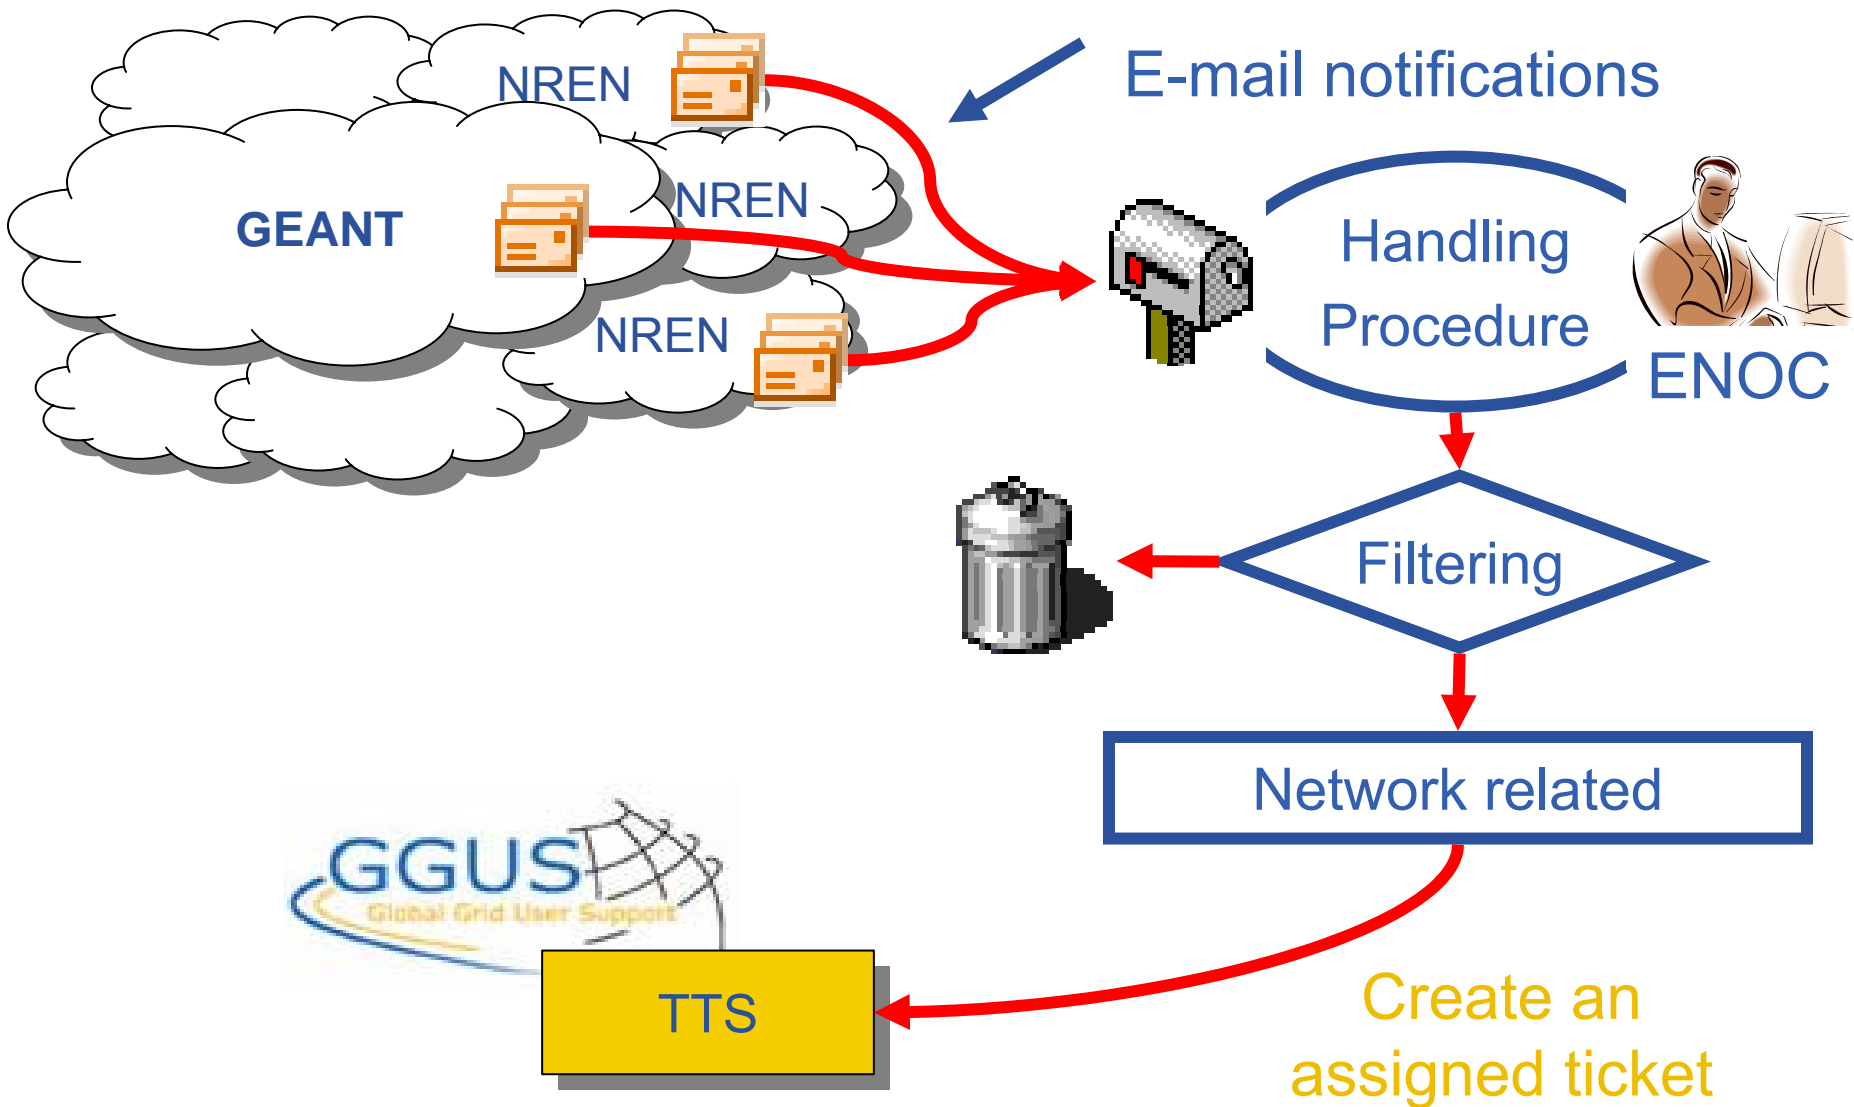 E-mail notifications
NREN
NREN
GEANT
NREN
Handling
Procedure
ENOC
Filtering
Network related
GGUS
Global Grid User Support
TTS
Create an
assigned ticket